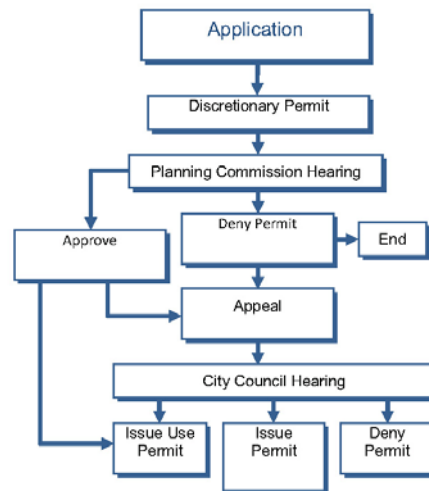 Application
Discretionary Permit
Planning Commission Hearing
Deny Permit
Approve
End
Appeal
City Council Hearing
Issue Use
Permit
Issue
Permit
Deny
Permit